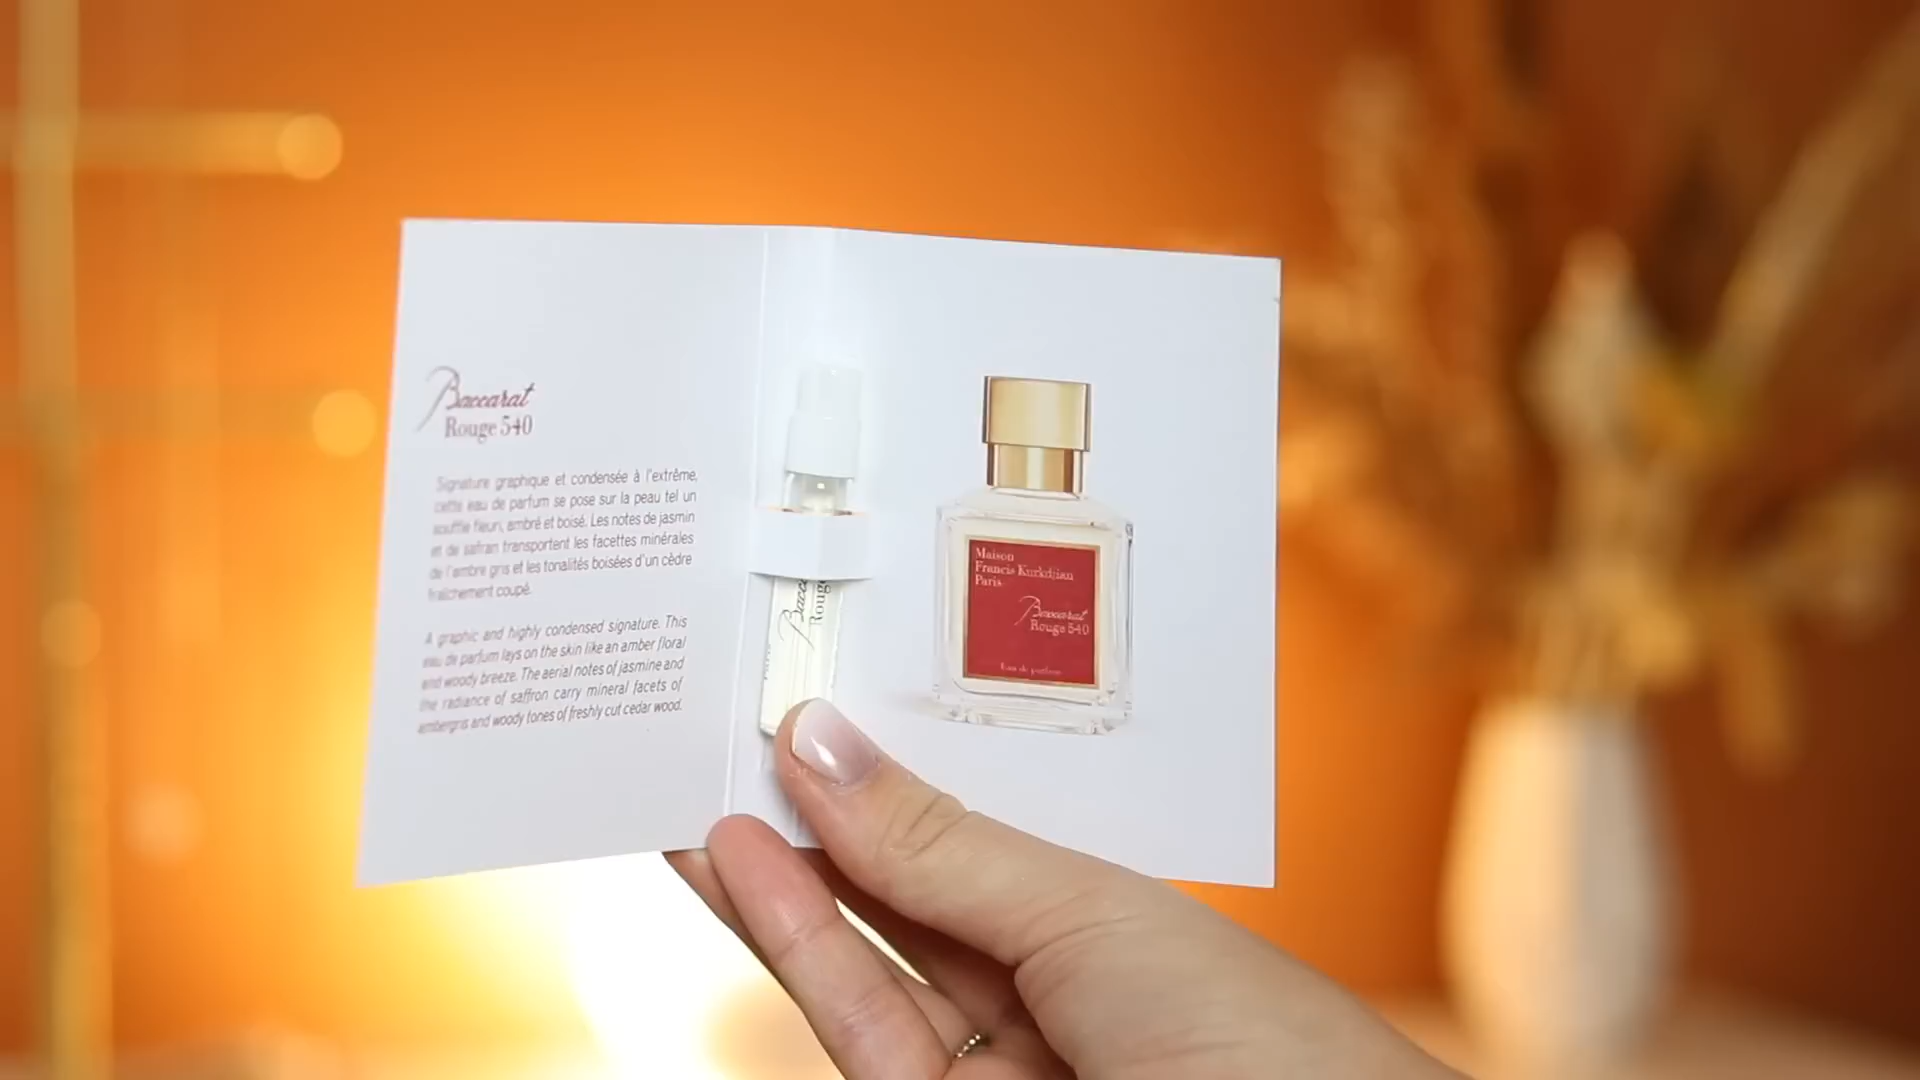 Baccarat
Rouge 540
Signature graphique et condensée à l'extrême,
cette eau de parfum se pose sur la peau tel un
souffle fleuri, ambré et boisé. Les notes de jasmin
et de safran transportent les facettes minérales
de l'ambre gris et les tonalités boisées d'un cèdre
fraîchement coupé.
A graphic and highly condensed signature. This
eau de parfum lays on the skin like an amber floral
and woody breeze. The aerial notes of jasmine and
the radiance of saffron carry mineral facets of
ambergris and woody tones of freshly cut cedar wood.
Maison
Francis Kurkdjian
Paris
Baccarat
Rouge 540
Eau de parfum